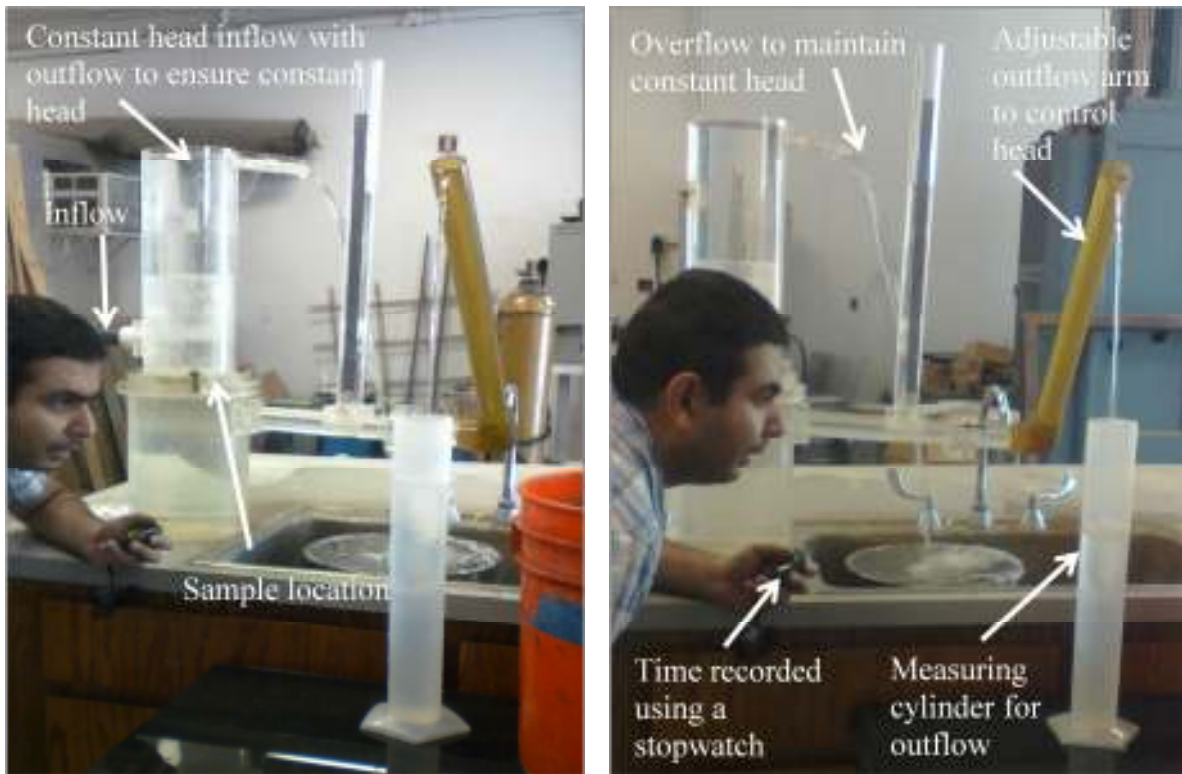 Constant head inflow with
outflow to ensure constant
head
inflow
Sample location
Overflow to maintain
constant head
Adjustable
outflow arm
to control
head
Time recorded
using a
stopwatch
Measuring
cylinder for
outflow